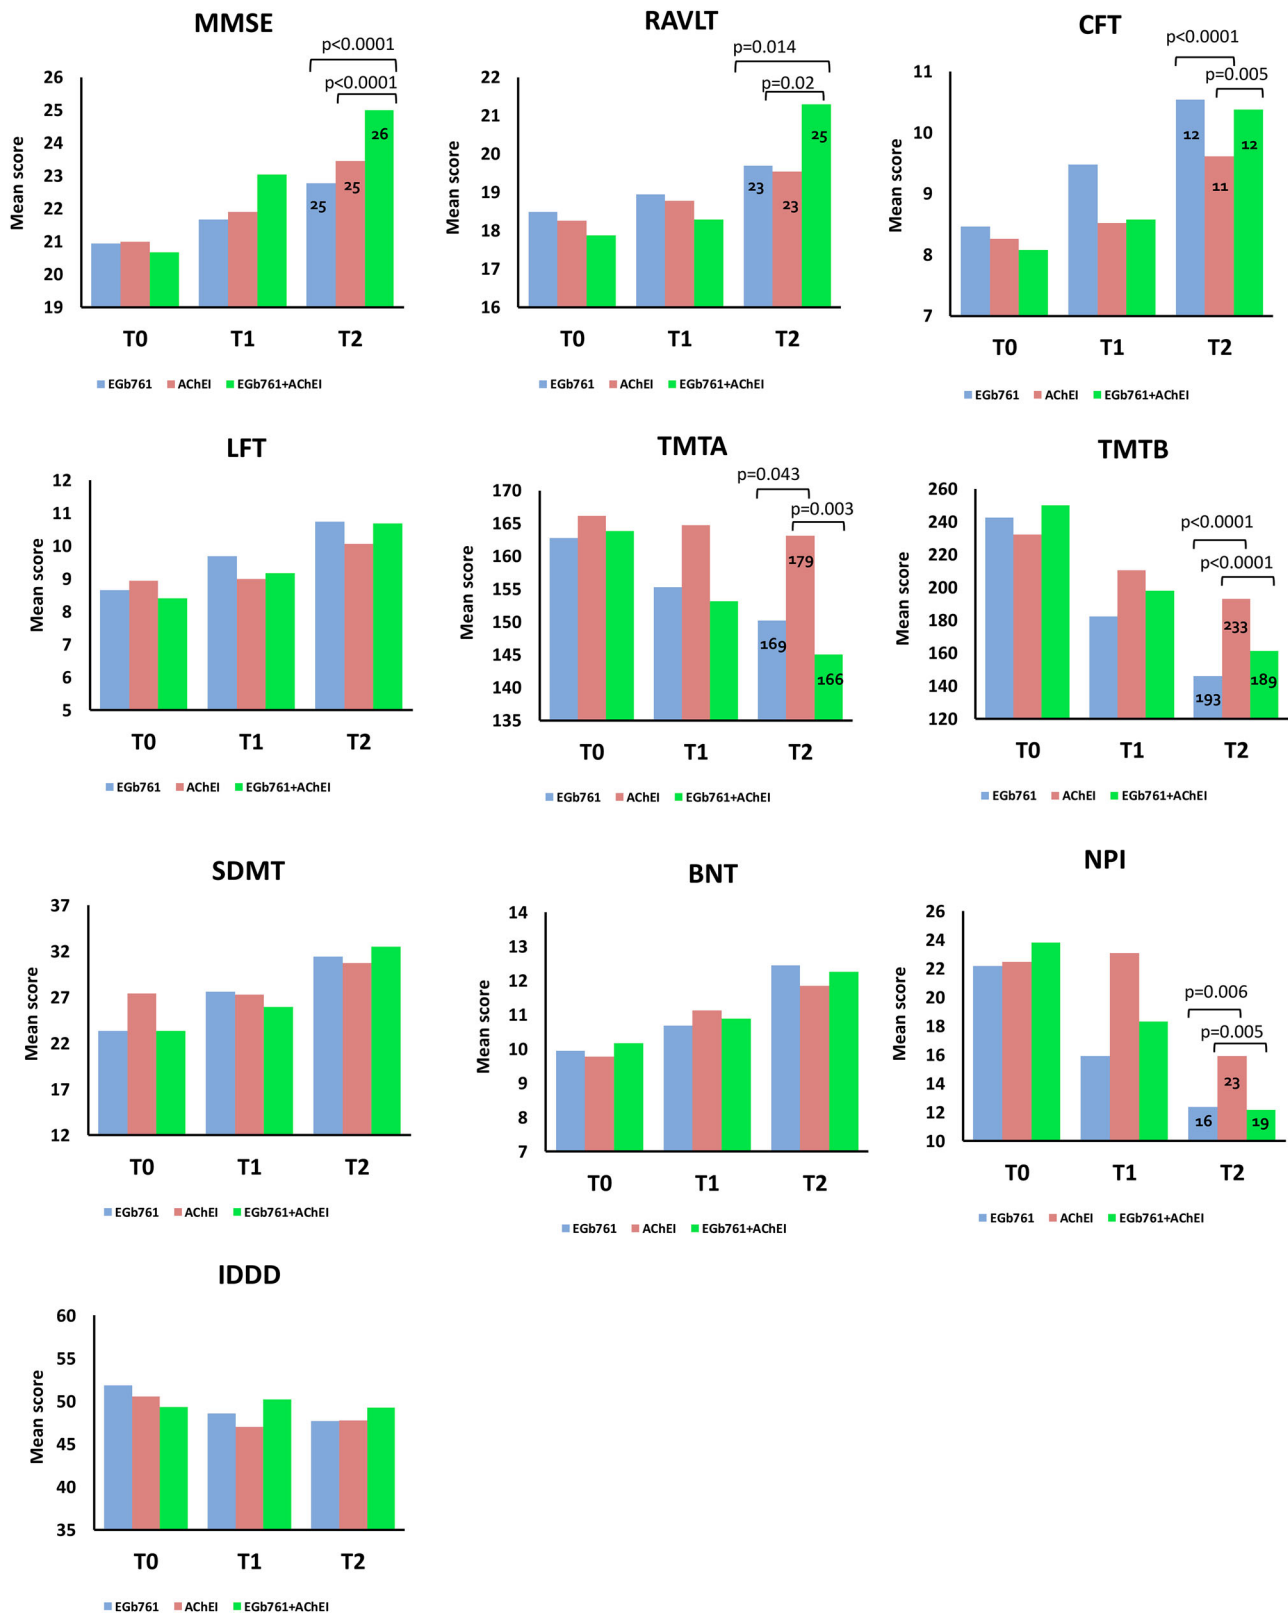 MMSE
p<0.0001
p<0.0001
Mean score
26
25
24
23
22
21
20
19
25
25
26
T0 T1 T2
EGb761 AChEI EGb761+AChEI
RAVLT
p=0.014
p=0.02
Mean score
22
21
20
19
18
17
16
23
23
25
T0 T1 T2
EGb761 AChEI EGb761+AChEI
CFT
p<0.0001
p=0.005
Mean score
11
10
9
8
7
12
11
12
T0 T1 T2
EGb761 AChEI EGb761+AChEI
LFT
Mean score
12
11
10
9
8
7
6
5
T0 T1 T2
EGb761 AChEI EGb761+AChEI
TMTA
p=0.043
p=0.003
Mean score
170
165
160
155
150
145
140
135
169
179
166
T0 T1 T2
EGb761 AChEI EGb761+AChEI
TMTB
p<0.0001
p<0.0001
Mean score
260
240
220
200
180
160
140
120
193
233
189
T0 T1 T2
EGb761 AChEI EGb761+AChEI
SDMT
Mean score
37
32
27
22
17
12
T0 T1 T2
EGb761 AChEI EGb761+AChEI
BNT
Mean score
14
13
12
11
10
9
8
7
T0 T1 T2
EGb761 AChEI EGb761+AChEI
NPI
p=0.006
p=0.005
Mean score
26
24
22
20
18
16
14
12
10
16
23
19
T0 T1 T2
EGb761 AChEI EGb761+AChEI
IDDD
Mean score
60
55
50
45
40
35
T0 T1 T2
EGb761 AChEI EGb761+AChEI